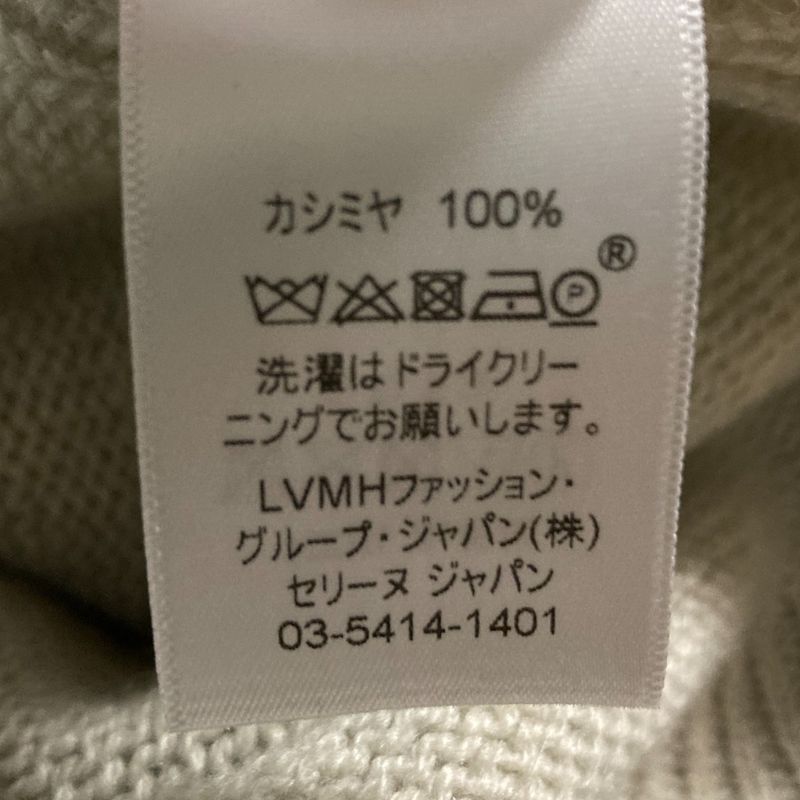 カシミヤ 100%
P ®
洗濯はドライクリー
ニングでお願いします。
LVMHファッション・
グループ・ジャパン(株)
セリーヌ ジャパン
03-5414-1401